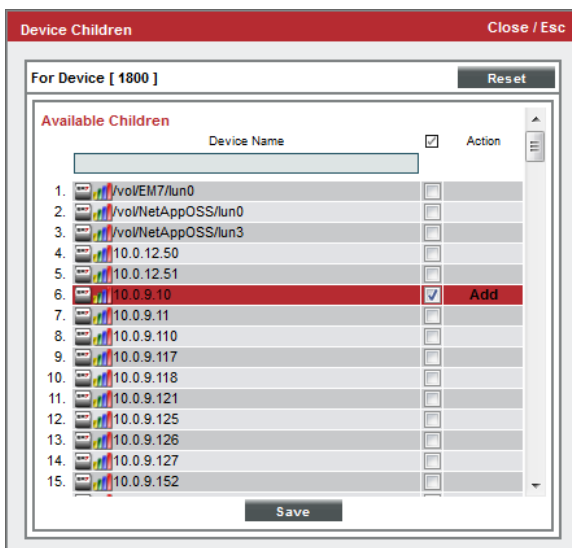 Device Children Close / Esc
For Device [ 1800 ] Reset
Available Children
Device Name Action
1. /vol/EM7/lun0
2. /vol/NetAppOSS/lun0
3. /vol/NetAppOSS/lun3
4. 10.0.12.50
5. 10.0.12.51
6. 10.0.9.10 Add
7. 10.0.9.11
8. 10.0.9.110
9. 10.0.9.117
10. 10.0.9.118
11. 10.0.9.121
12. 10.0.9.125
13. 10.0.9.126
14. 10.0.9.127
15. 10.0.9.152
Save